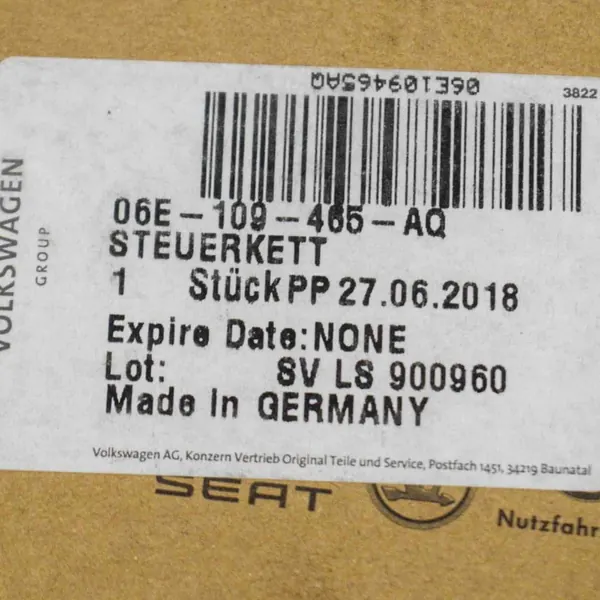 06E109465AQ
3822
VOLKSWAGEN
GROUP
06E-109-465-AQ
STEUERKETT
1 Stück PP 27.06.2018
Expire Date: NONE
Lot: SV LS 900960
Made In GERMANY
Volkswagen AG, Konzern Vertrieb Original Teile und Service, Postfach 1451, 34219 Baunatal
SEAT
Nutzfahr